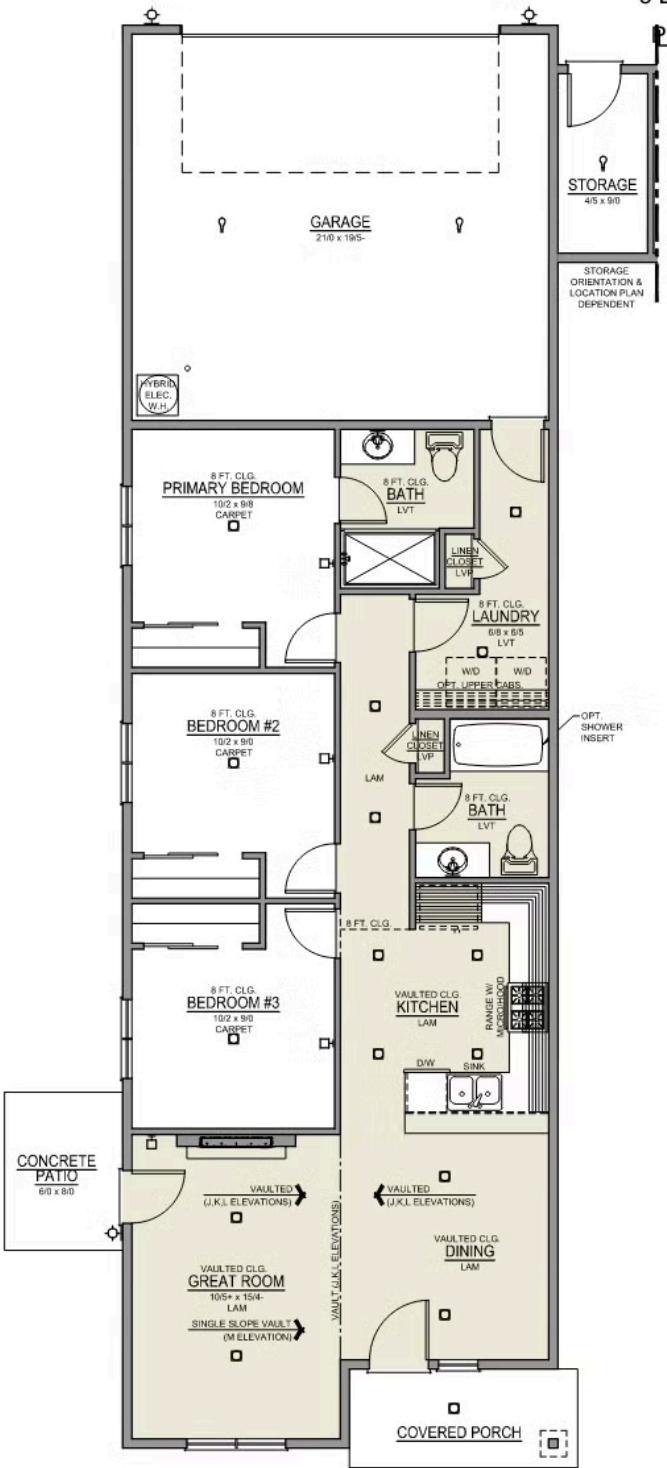 STORAGE
4/5 x 9/0
GARAGE
21/0 x 19/5-
STORAGE
ORIENTATION &
LOCATION PLAN
DEPENDENT
HYBRID
ELEC.
W.H.
8 FT. CLG.
PRIMARY BEDROOM
10/2 x 9/8
CARPET
8 FT. CLG.
BATH
LVT
LINEN
CLOSET
LVP
8 FT. CLG.
LAUNDRY
6/8 x 6/5
LVT
W/D
W/D
OPT. UPPER CABS.
8 FT. CLG.
BEDROOM #2
10/2 x 9/0
CARPET
LAM
LINEN
CLOSET
LVP
OPT.
SHOWER
INSERT
8 FT. CLG.
BATH
LVT
8 FT. CLG.
8 FT. CLG.
BEDROOM #3
10/2 x 9/0
CARPET
VAULTED CLG.
KITCHEN
LAM
RANGE W/
MICRO/HOOD
D/W
SINK
CONCRETE
PATIO
6/0 x 8/0
VAULTED
(J,K,L ELEVATIONS)
VAULTED
(J,K,L ELEVATIONS)
VAULT (J,K,L ELEVATIONS)
VAULTED CLG.
DINING
LAM
VAULTED CLG.
GREAT ROOM
10/5+ x 15/4-
LAM
SINGLE SLOPE VAULT
(M ELEVATION)
COVERED PORCH